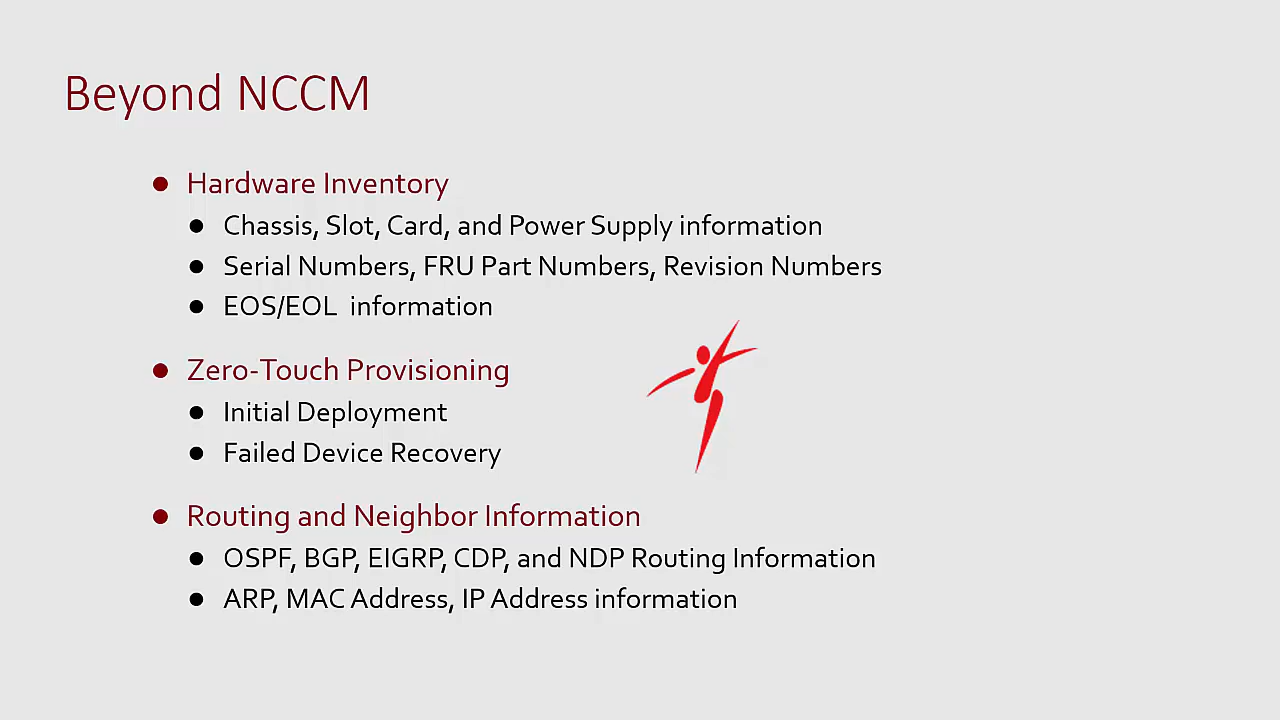 Beyond NCCM
Hardware Inventory
Chassis, Slot, Card, and Power Supply information
Serial Numbers, FRU Part Numbers, Revision Numbers
EOS/EOL information
Zero-Touch Provisioning
Initial Deployment
Failed Device Recovery
Routing and Neighbor Information
OSPF, BGP, EIGRP, CDP, and NDP Routing Information
ARP, MAC Address, IP Address information